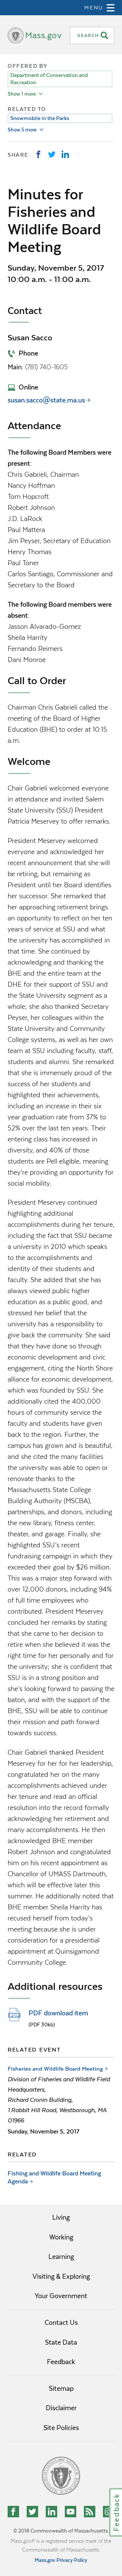 MENU
Mass.gov
SEARCH
OFFERED BY
Department of Conservation and
Recreation
Show 1 more
RELATED TO
Snowmobile in the Parks
Show 5 more
SHARE
Minutes for
Fisheries and
Wildlife Board
Meeting
Sunday, November 5, 2017
10:00 a.m. - 11:00 a.m.
Contact
Susan Sacco
Phone
Main: (781) 740-1605
Online
susan.sacco@state.ma.us
Attendance
The following Board Members were
present:
Chris Gabrieli, Chairman
Nancy Hoffman
Tom Hopcroft
Robert Johnson
J.D. LaRock
Paul Mattera
Jim Peyser, Secretary of Education
Henry Thomas
Paul Toner
Carlos Santiago, Commissioner and
Secretary to the Board
The following Board members were
absent:
Jasson Alvarado-Gomez
Sheila Harrity
Fernando Reimers
Dani Monroe
Call to Order
Chairman Chris Gabrieli called the
meeting of the Board of Higher
Education (BHE) to order at 10:15
a.m.
Welcome
Chair Gabrieli welcomed everyone
in attendance and invited Salem
State University (SSU) President
Patricia Meservey to offer remarks.
President Meservey welcomed
everyone and acknowledged her
recent announcement that she will
be retiring, but remaining as
President until her Board identifies
her successor. She remarked that
her approaching retirement brings
an opportunity to reflect on her ten
years of service at SSU and what
the university has accomplished in
that time. She continued by
acknowledging and thanking the
BHE and the entire team at the
DHE for their support of SSU and
the State University segment as a
whole; she also thanked Secretary
Peyser, her colleagues within the
State University and Community
College systems, as well as her own
team at SSU including faculty, staff,
students and alumni. She remarked
that she is immensely proud of the
high level of achievements,
including an increase in their six
year graduation rate from 37% to
52% over the last ten years. Their
entering class has increased in
diversity, and 40% of those
students are Pell eligible, meaning
they're providing an opportunity for
social mobility.
President Meservey continued
highlighting additional
accomplishments during her tenure,
including the fact that SSU became
a university in 2010 which speaks
to the accomplishments and
identity of their students and
faculty. She added that she has
always viewed public higher
education as a public good, and
stressed her belief that the
university has an obligation to give
back to the community. She said
that they have done so through
economic development and civic
engagement, citing the North Shore
alliance for economic development,
which was founded by SSU. She
additionally cited the 400,000
hours of community service the
faculty and students have given
back to the region. She closed by
citing the many facilities on campus
the university was able to open or
renovate thanks to the
Massachusetts State College
Building Authority (MSCBA),
partnerships, and donors, including
the new library, fitness center,
theater, and garage. Finally, she
highlighted SSU's recent
fundraising campaign in which they
exceeded their goal by $26 million.
This was a major step forward with
over 12,000 donors, including 94%
of full time employees who
contributed. President Meservey
concluded her remarks by stating
that she came to an overwhelming
conclusion that it was the right time
for her personally and for the
university; she is confident that SSU
will continue on its successful
trajectory. SSU has made a place in
her soul and she's grateful for that.
She is looking forward to passing
the baton, and with the support of
the BHE, SSU will be able to continue
their mission and path towards
success.
Chair Gabrieli thanked President
Meservey for her for her leadership,
congratulated her on the many
accomplishments achieved under
her tenure and read an official
resolution into the record formally
memorializing and documenting
her many accomplishments. He then
acknowledged BHE member
Robert Johnson and congratulated
him on his recent appointment as
Chancellor of UMASS Dartmouth,
which will be effective this
summer. He additionally noted that
BHE member Sheila Harrity has
recused herself from today's
meeting because she is under
consideration for a presidential
appointment at Quinsigamond
Community College.
Additional resources
PDF download item
(PDF 30kb)
RELATED EVENT
Fisheries and Wildlife Board Meeting
Division of Fisheries and Wildlife Field
Headquarters,
Richard Cronin Building,
1 Rabbit Hill Road, Westborough, MA
01966
Sunday, November 5, 2017
RELATED
Fishing and Wildlife Board Meeting
Agenda
Living
Working
Learning
Visiting & Exploring
Your Government
Contact Us
State Data
Feedback
Sitemap
Disclaimer
Site Policies
© 2018 Commonwealth of Massachusetts.
Mass.gov® is a registered service mark of the
Commonwealth of Massachusetts.
Mass.gov Privacy Policy
Feedback